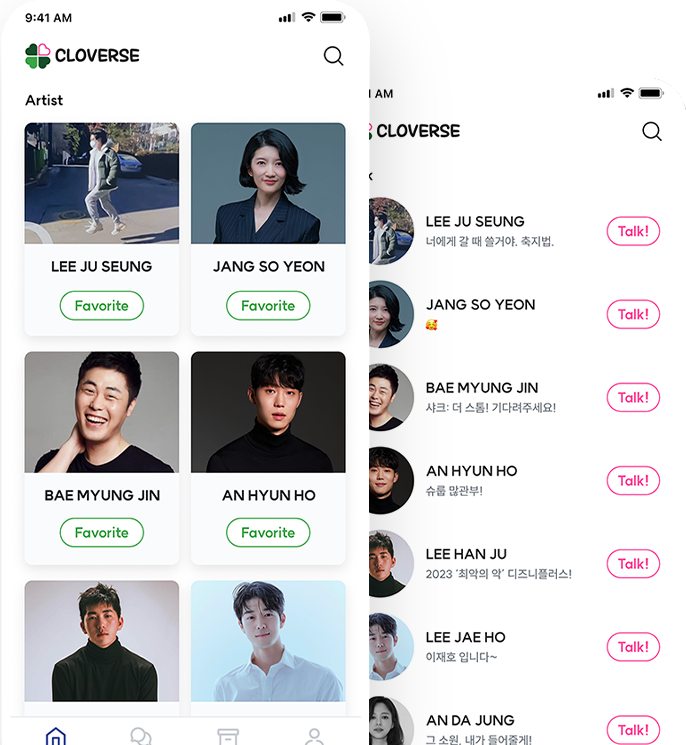 9:41 AM
CLOVERSE
Artist
LEE JU SEUNG
JANG SO YEON
Favorite
Favorite
BAE MYUNG JIN
AN HYUN HO
Favorite
Favorite
AM
CLOVERSE
LEE JU SEUNG
너에게 갈 때 쓸거야. 축지법.
Talk!
JANG SO YEON
🥰
Talk!
BAE MYUNG JIN
샤크: 더 스톰! 기다려주세요!
Talk!
AN HYUN HO
슈룹 많관부!
Talk!
LEE HAN JU
2023 '최악의 악' 디즈니플러스!
Talk!
LEE JAE HO
이재호 입니다~
Talk!
AN DA JUNG
그 소원, 내가 들어줄게!
Talk!